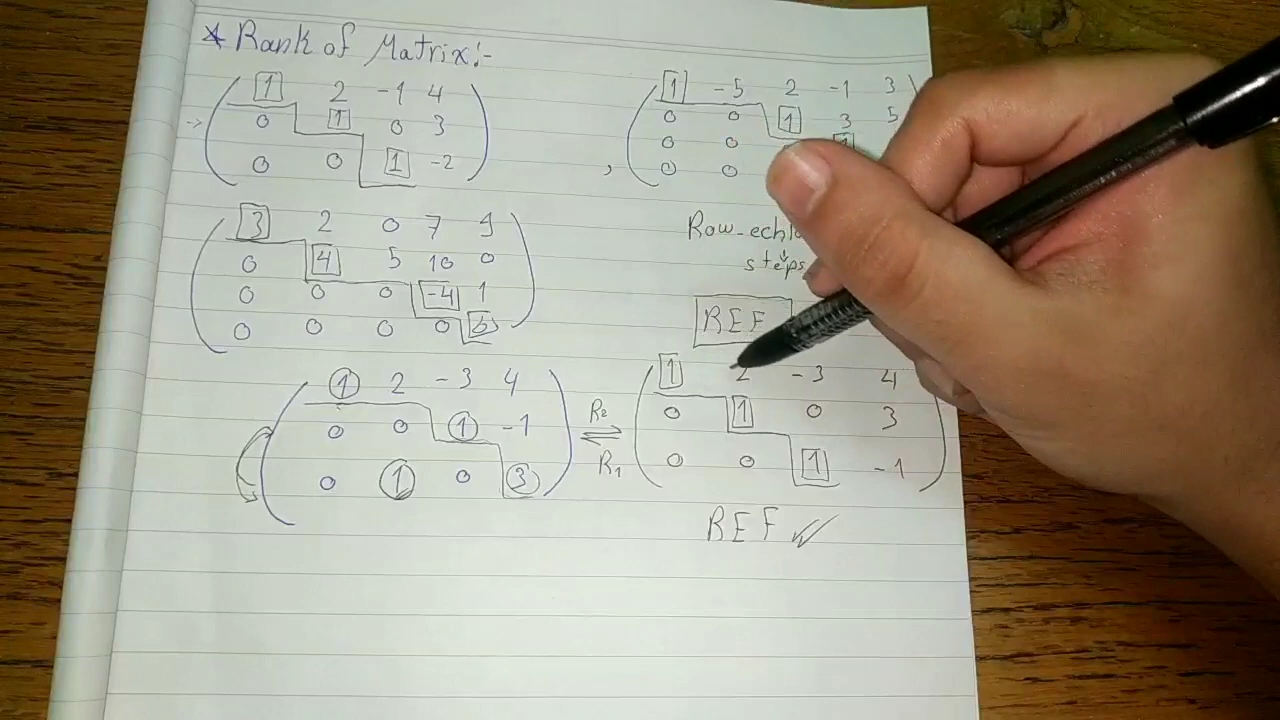 * Rank of Matrix:-
1 2 -1 4
0 1 0 3
0 0 1 -2
, 1 -5 2 -1 3
0 0 1 3 5
0 0 1
0 0
3 2 0 7 9
0 4 5 10 0
0 0 0 -4 1
0 0 0 0
Row-echl
steps
REF
1 2 -3 4
0 0 1 -1
0 1 0 3
R2
R1
1 2 -3 4
0 1 0 3
0 0 1 -1
REF